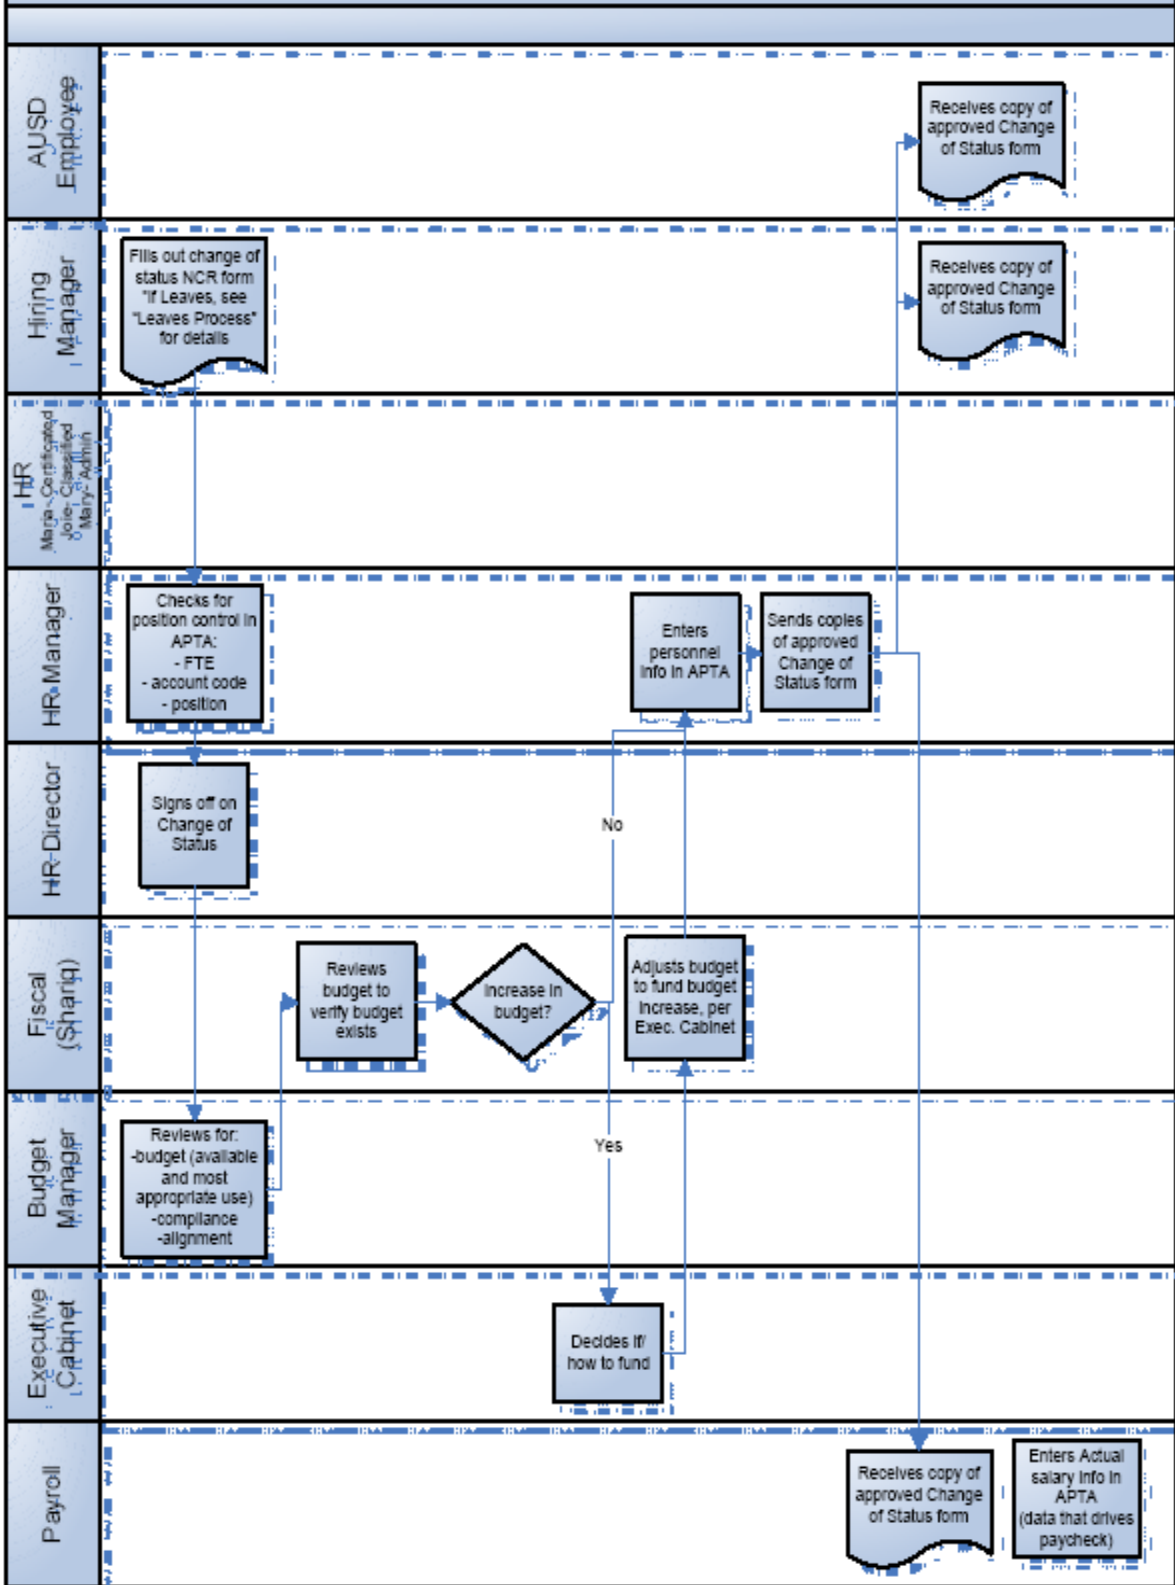 AUSD
Employee
Receives copy of
approved Change
of Status form
Hiring
Manager
Fills out change of
status NCR form
"If Leaves, see
"Leaves Process"
for details
Receives copy of
approved Change
of Status form
HR
Maria- Certificated
Joie- Classified
Mary- Admin
HR-Manager
Checks for
position control in
APTA:
- FTE
- account code
- position
Enters
personnel
info in APTA
Sends copies
of approved
Change of
Status form
HR-Director
Signs off on
Change of
Status
No
Fiscal
(Shariq)
Reviews
budget to
verify budget
exists
Increase in
budget?
Adjusts budget
to fund budget
increase, per
Exec. Cabinet
Budget
Manager
Reviews for:
-budget (available
and most
appropriate use)
-compliance
-alignment
Yes
Executive
Cabinet
Decides if/
how to fund
Payroll
Receives copy of
approved Change
of Status form
Enters Actual
salary info in
APTA
(data that drives
paycheck)